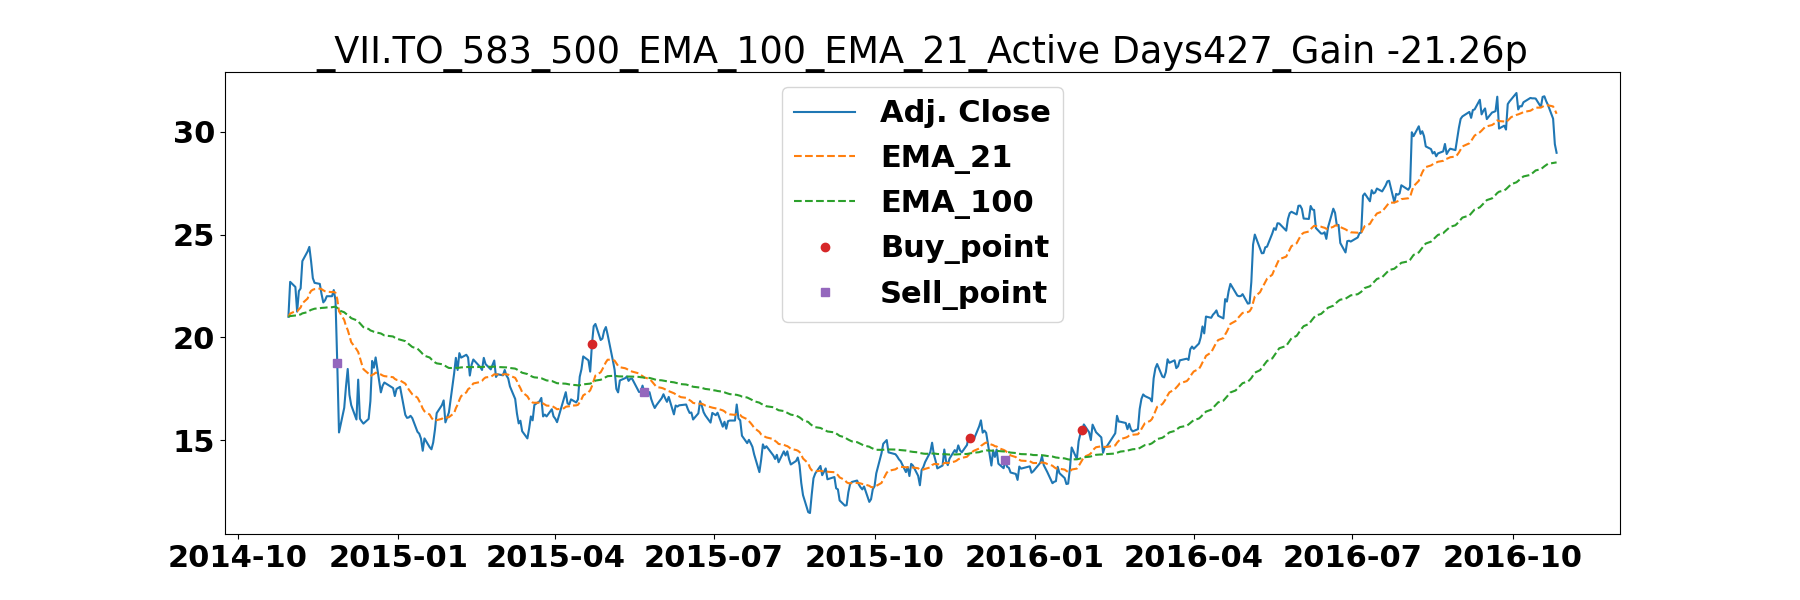 _VII.TO_583_500_EMA_100_EMA_21_Active Days427_Gain -21.26p
Adj. Close
EMA_21
EMA_100
Buy_point
Sell_point
30
25
20
15
2014-10 2015-01 2015-04 2015-07 2015-10 2016-01 2016-04 2016-07 2016-10